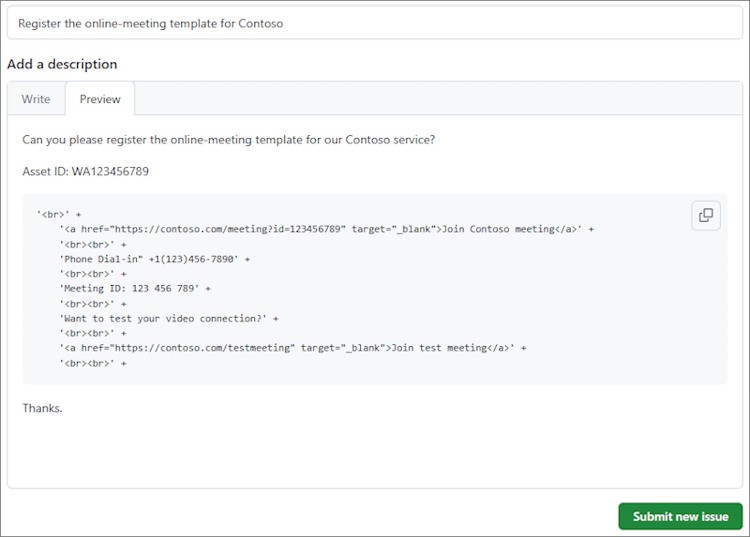 Register the online-meeting template for Contoso
Add a description
Write
Preview
Can you please register the online-meeting template for our Contoso service?
Asset ID: WA123456789
'<br>' +
'<a href="https://contoso.com/meeting?id=123456789" target="_blank">Join Contoso meeting</a>' +
'<br><br>' +
'Phone Dial-in" +1(123)456-7890' +
'<br><br>' +
'Meeting ID: 123 456 789' +
'<br><br>' +
'Want to test your video connection?' +
'<br><br>' +
'<a href="https://contoso.com/testmeeting" target="_blank">Join test meeting</a>' +
'<br><br>' +
Thanks.
Submit new issue